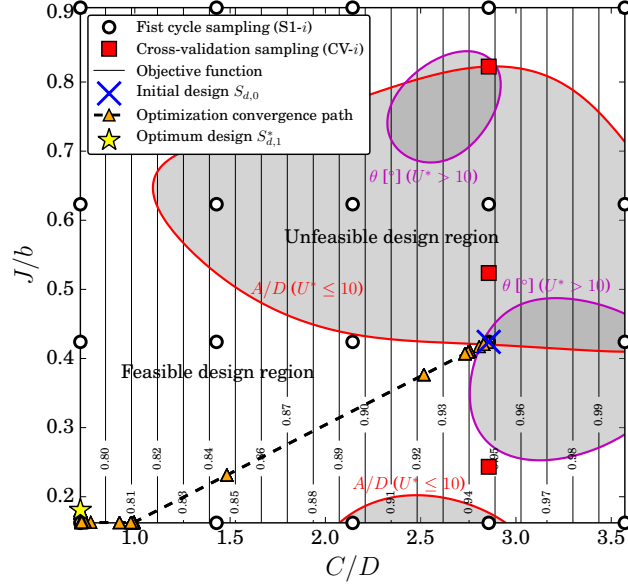 Fist cycle sampling (S1-i)
Cross-validation sampling (CV-i)
Objective function
Initial design S_{d,0}
Optimization convergence path
Optimum design S^*_{d,1}
0.8
0.7
0.6
0.5
0.4
0.3
0.2
J/b
θ [°] (U* > 10)
Unfeasible design region
A/D (U* ≤ 10)
θ [°] (U* > 10)
Feasible design region
0.87
0.90
0.93
0.96
0.99
0.80
0.82
0.84
0.86
0.89
0.92
0.95
0.98
A/D (U* ≤ 10)
0.81
0.83
0.85
0.88
0.91
0.94
0.97
1.0
1.5
2.0
2.5
3.0
3.5
C/D